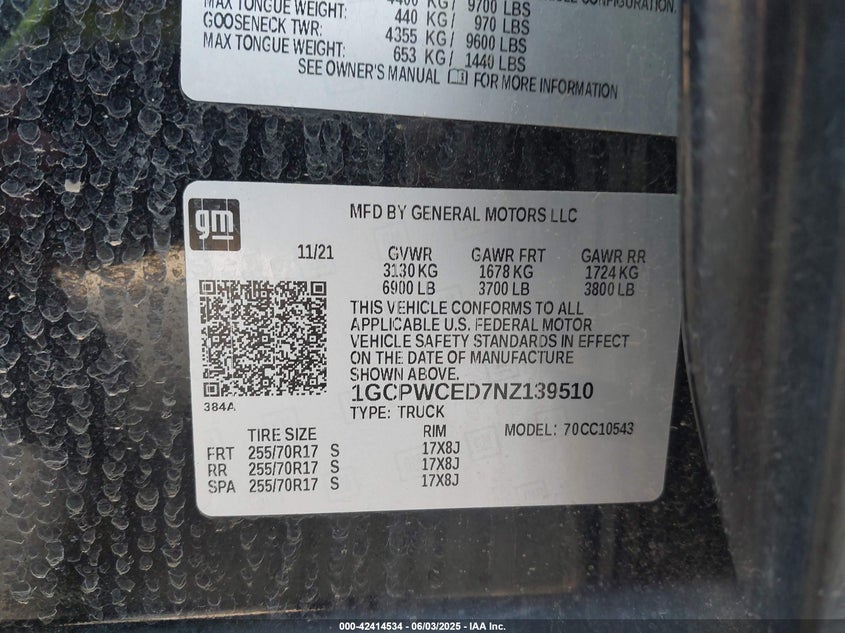 MAX TONGUE WEIGHT: 4400 KG/ 9700 LBS
GOOSENECK TWR: 440 KG/ 970 LBS
MAX TONGUE WEIGHT: 4355 KG/ 9600 LBS
653 KG/ 1440 LBS
SEE OWNER'S MANUAL FOR MORE INFORMATION
gm
MFD BY GENERAL MOTORS LLC
11/21 GVWR GAWR FRT GAWR RR
3130 KG 1678 KG 1724 KG
6900 LB 3700 LB 3800 LB
THIS VEHICLE CONFORMS TO ALL
APPLICABLE U.S. FEDERAL MOTOR
VEHICLE SAFETY STANDARDS IN EFFECT
ON THE DATE OF MANUFACTURE
SHOWN ABOVE.
1GCPWCED7NZ139510
384A
TYPE: TRUCK
TIRE SIZE RIM MODEL: 70CC10543
FRT 255/70R17 S 17X8J
RR 255/70R17 S 17X8J
SPA 255/70R17 S 17X8J
000-42414534 - 06/03/2025 - IAA Inc.